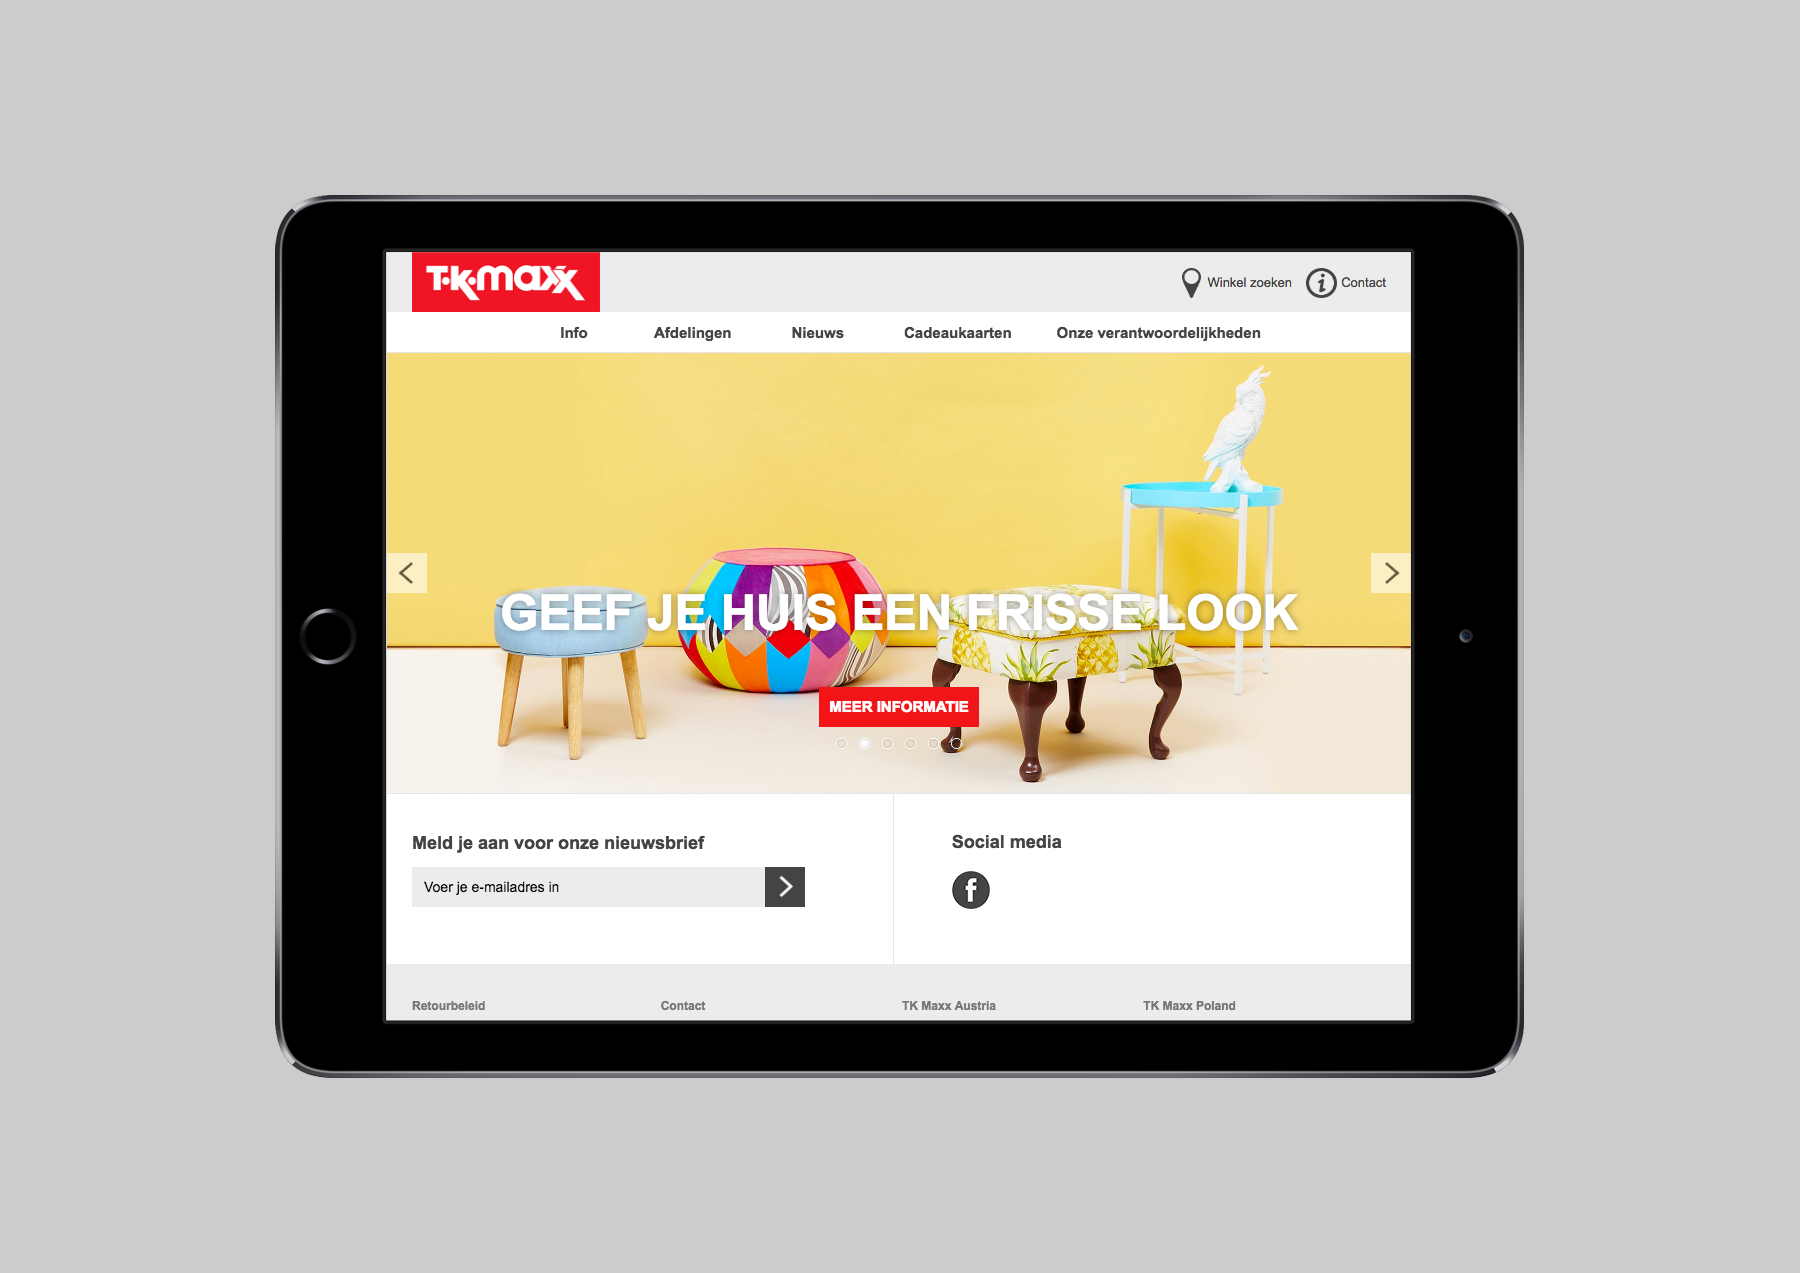 T·K·maxx
Winkel zoeken
Contact
Info
Afdelingen
Nieuws
Cadeaukaarten
Onze verantwoordelijkheden
GEEF JE HUIS EEN FRISSE LOOK
MEER INFORMATIE
Meld je aan voor onze nieuwsbrief
Voer je e-mailadres in
Social media
Retourbeleid
Contact
TK Maxx Austria
TK Maxx Poland